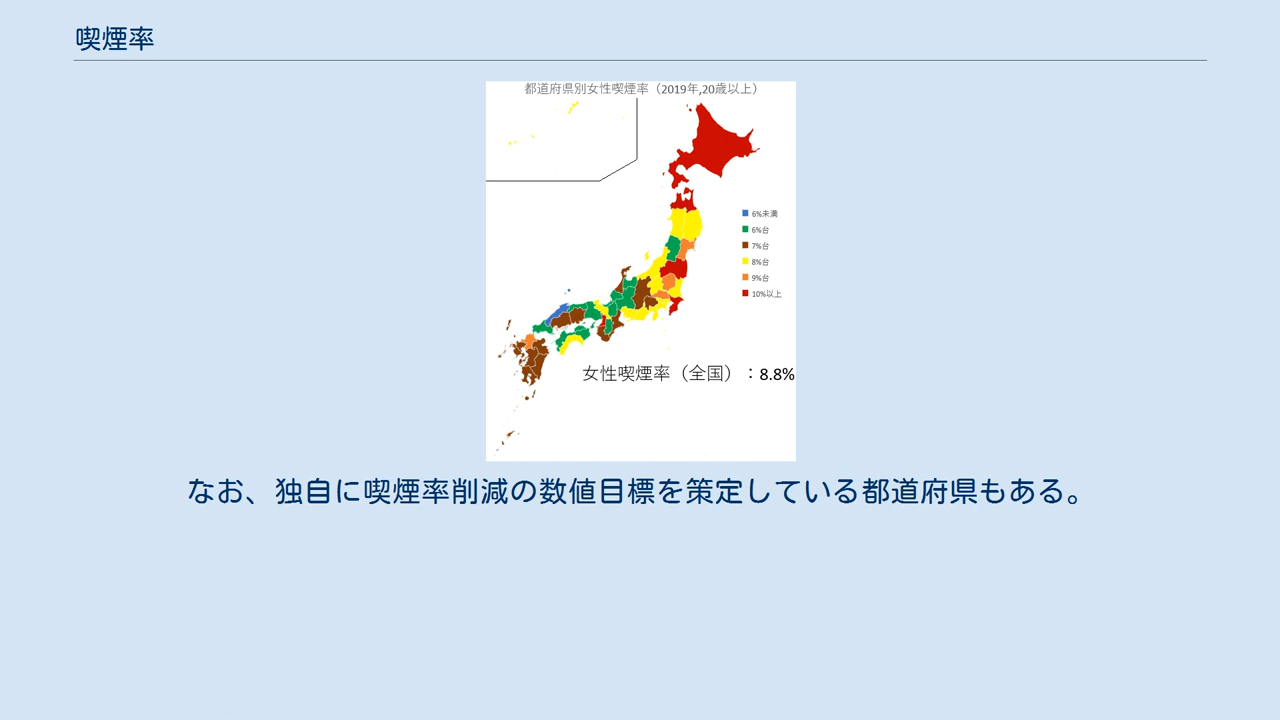 喫煙率
都道府県別女性喫煙率（2019年,20歳以上）
6%未満
6%台
7%台
8%台
9%台
10%以上
女性喫煙率（全国）：8.8%
なお、独自に喫煙率削減の数値目標を策定している都道府県もある。